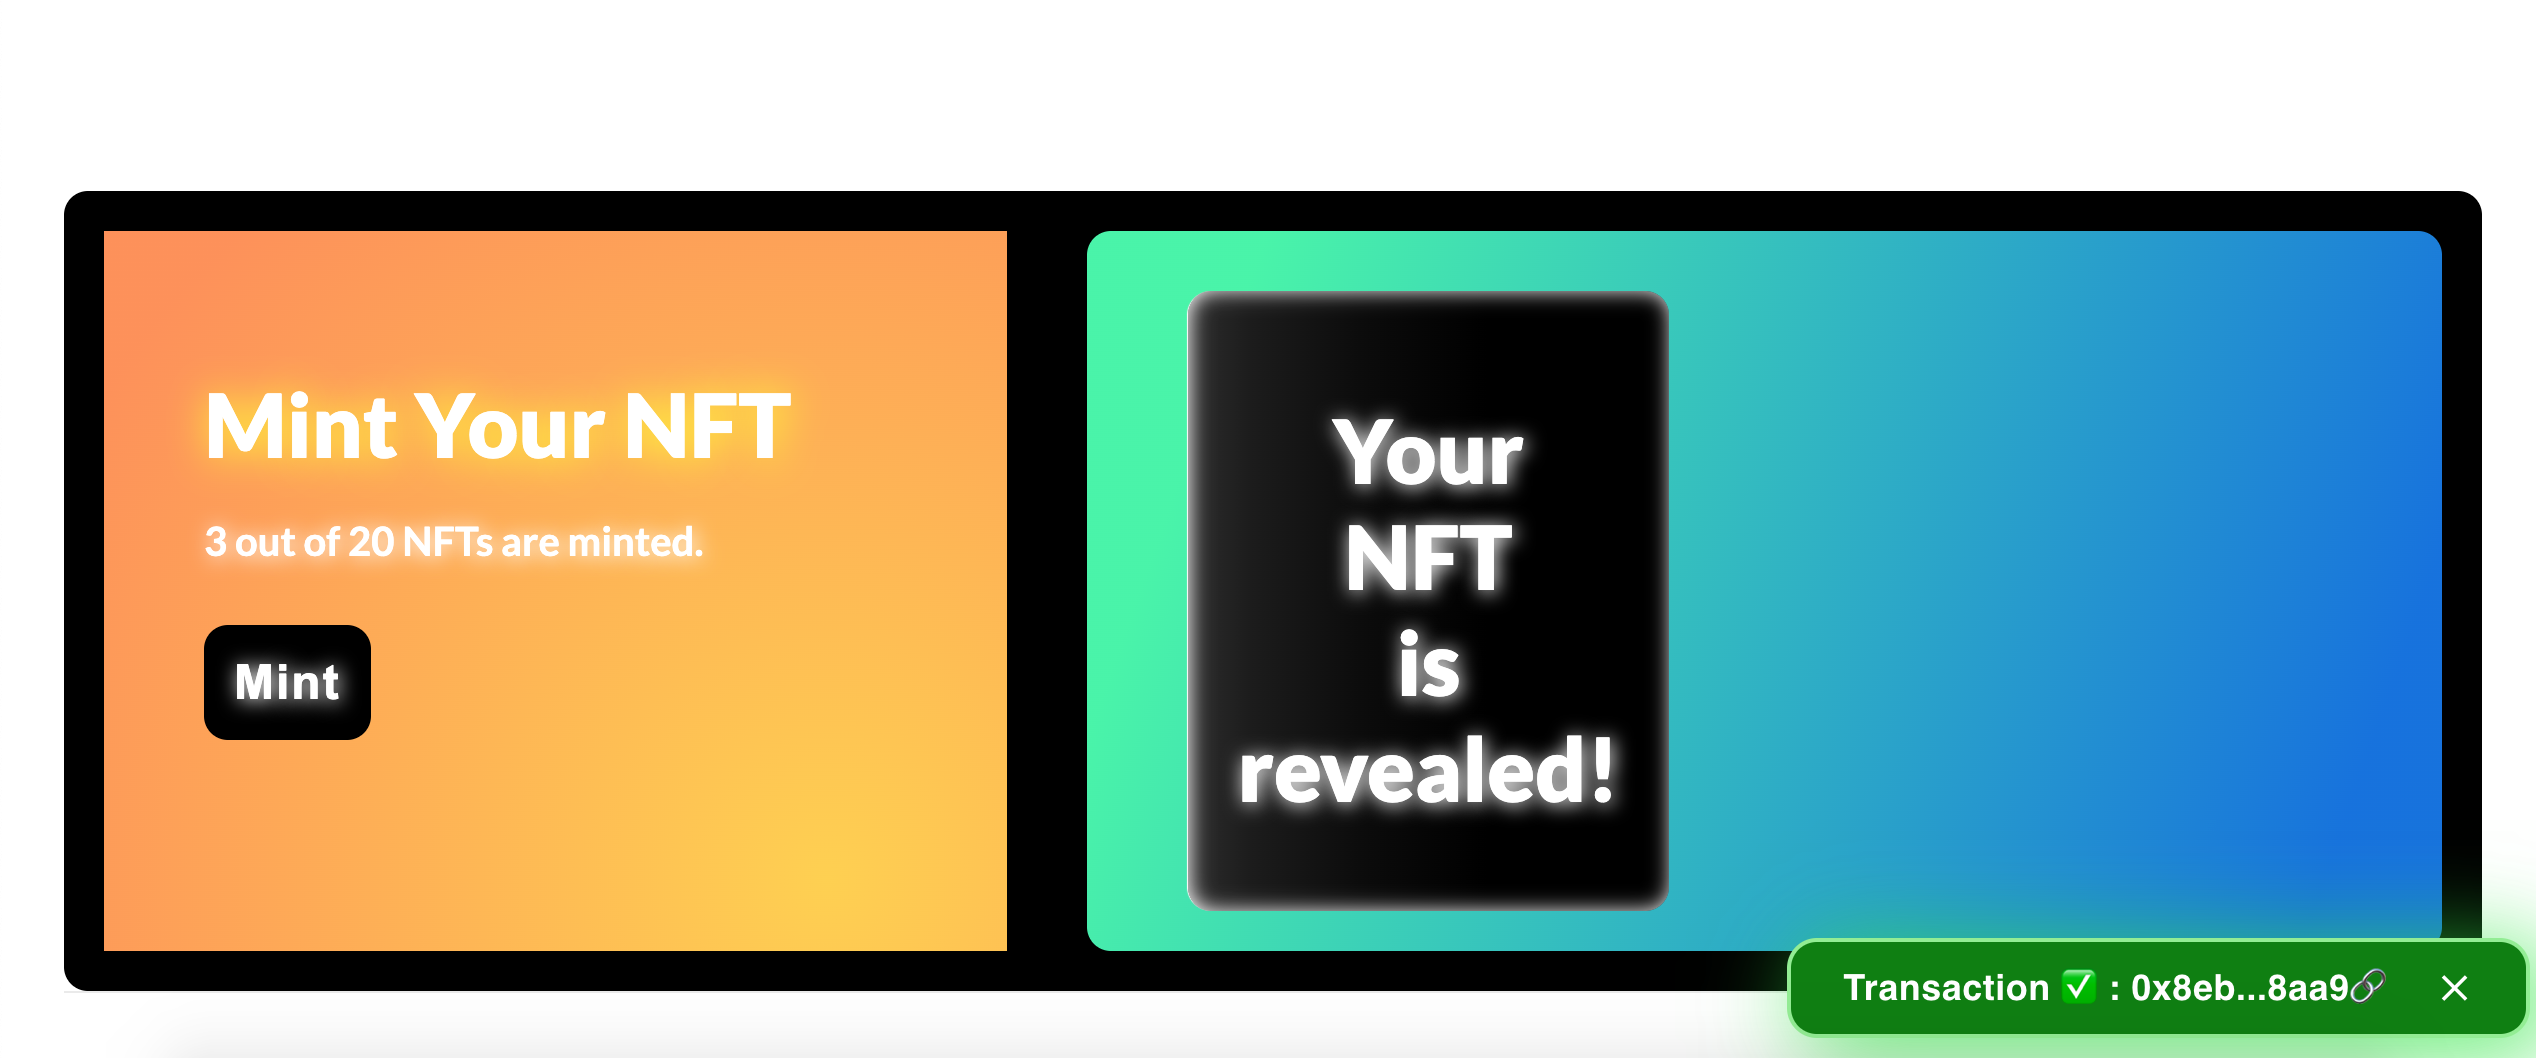 Mint Your NFT
3 out of 20 NFTs are minted.
Mint
Your
NFT
is
revealed!
Transaction ✅ : 0x8eb...8aa9🔗